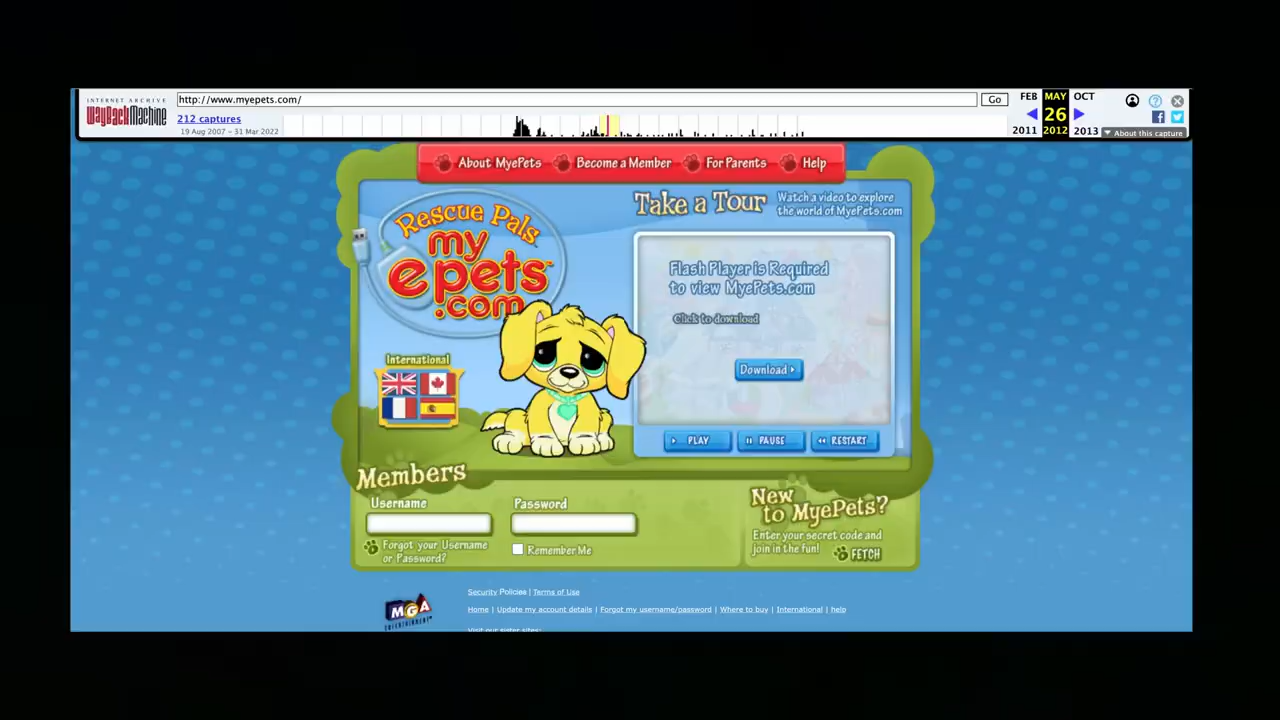 INTERNET ARCHIVE
WayBackMachine
http://www.myepets.com/
Go
212 captures
19 Aug 2007 – 31 Mar 2022
FEB MAY OCT
26
2011 2012 2013
About this capture
About MyePets Become a Member For Parents Help
Rescue Pals
my
epets
.com
Take a Tour
Watch a video to explore
the world of MyePets.com
Flash Player is Required
to view MyePets.com
Click to download
Download
International
PLAY PAUSE RESTART
Members
Username Password
Forgot your Username
or Password?
Remember Me
New
to MyePets?
Enter your secret code and
join in the fun!
FETCH
MGA
ENTERTAINMENT
Security Policies | Terms of Use
Home | Update my account details | Forgot my username/password | Where to buy | International | help
Visit our sister sites: